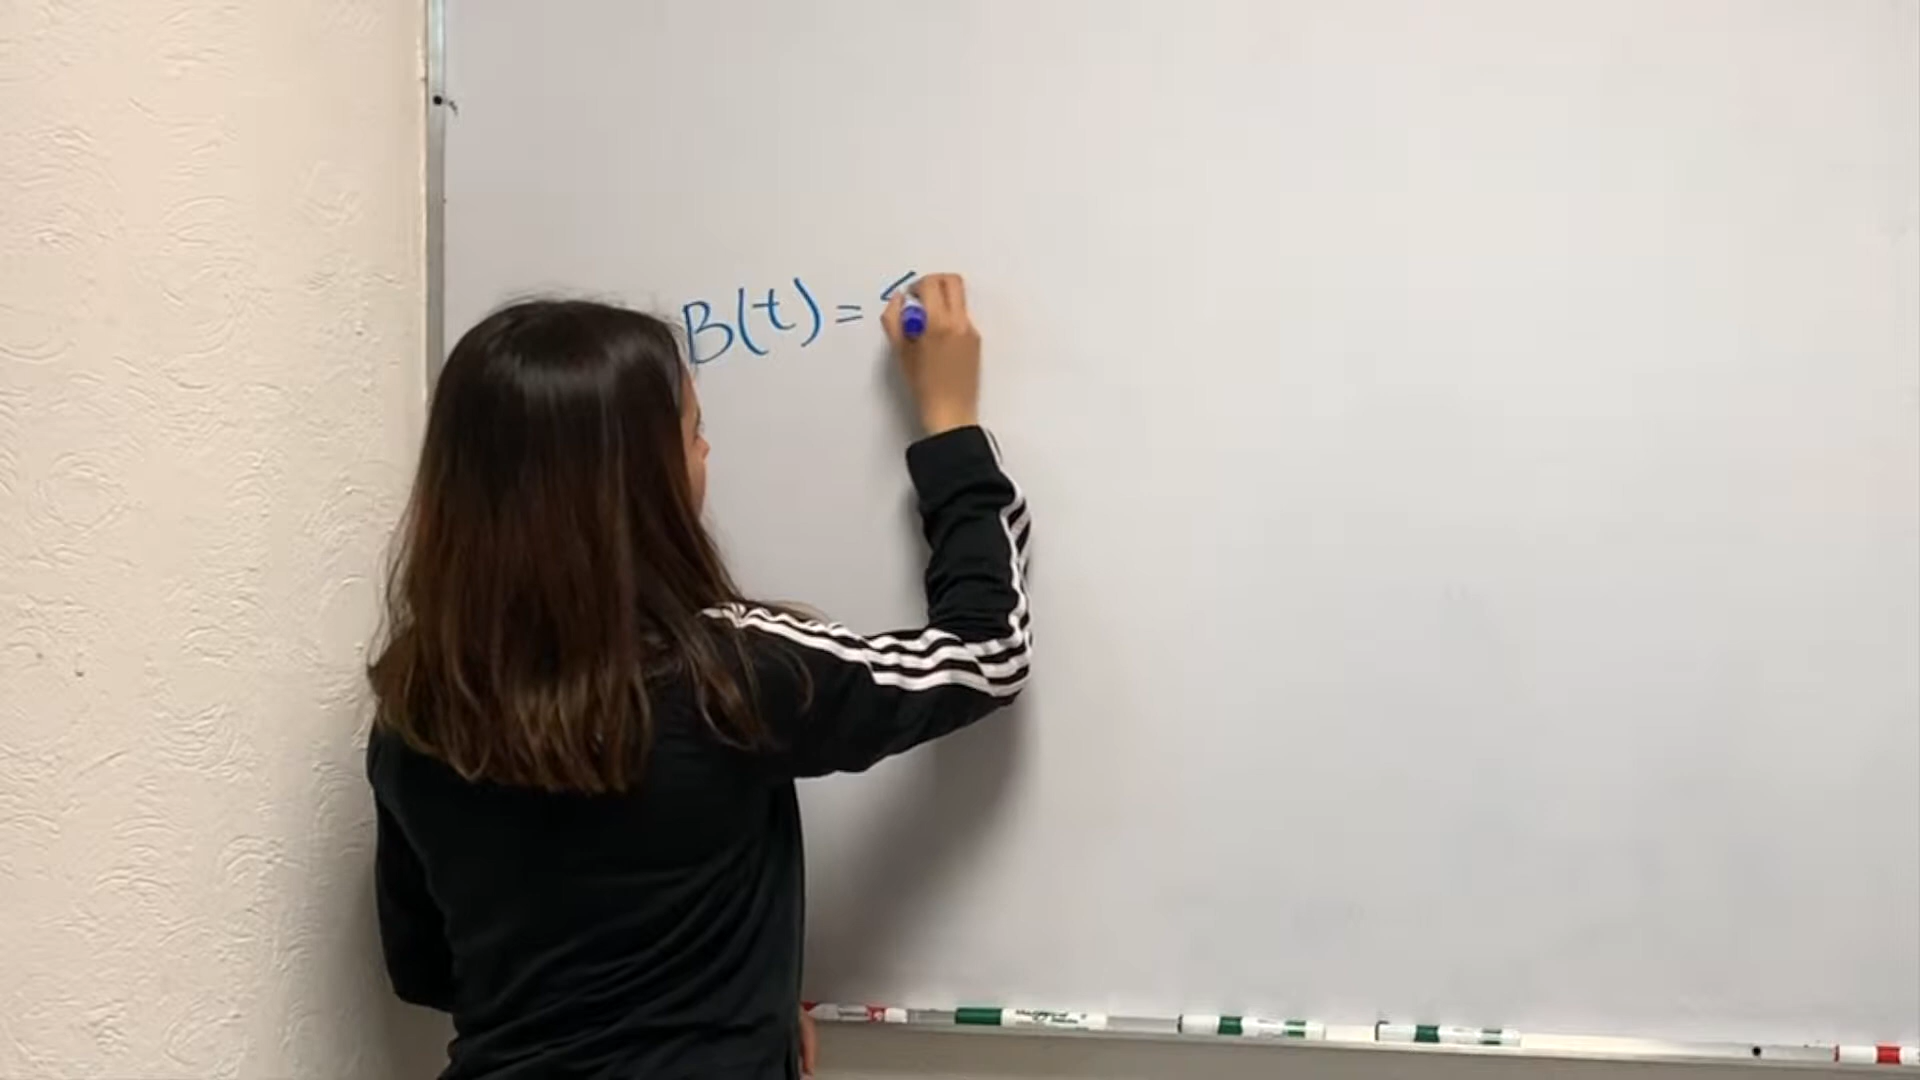 B(t) =